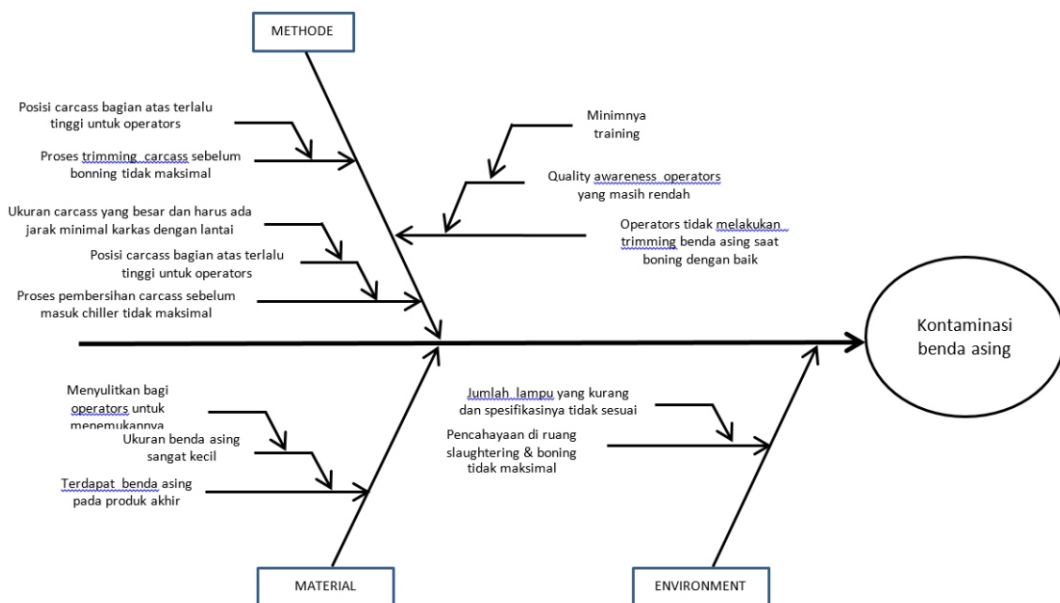 METHODE
Posisi carcass bagian atas terlalu
tinggi untuk operators
Proses trimming carcass sebelum
bonning tidak maksimal
Ukuran carcass yang besar dan harus ada
jarak minimal karkas dengan lantai
Posisi carcass bagian atas terlalu
tinggi untuk operators
Proses pembersihan carcass sebelum
masuk chiller tidak maksimal
Minimnya
training
Quality awareness operators
yang masih rendah
Operators tidak melakukan
trimming benda asing saat
boning dengan baik
Kontaminasi
benda asing
Menyulitkan bagi
operators untuk
menemukannya
Ukuran benda asing
sangat kecil
Terdapat benda asing
pada produk akhir
Jumlah lampu yang kurang
dan spesifikasinya tidak sesuai
Pencahayaan di ruang
slaughtering & boning
tidak maksimal
MATERIAL
ENVIRONMENT